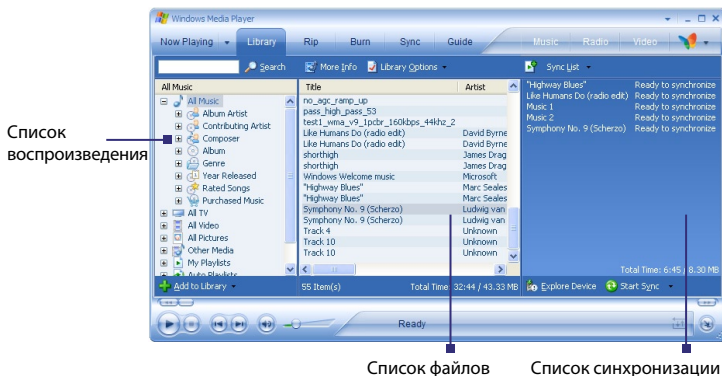 Windows Media Player
Now Playing Library Rip Burn Sync Guide Music Radio Video
Search More Info Library Options Sync List
All Music
All Music
Album Artist
Contributing Artist
Composer
Album
Genre
Year Released
Rated Songs
Purchased Music
All TV
All Video
All Pictures
Other Media
My Playlists
Auto Playlists
Title Artist
no_agc_ramp_up
pass_high_pass_53
test1_wma_v9_1pcbr_160kbps_44khz_2
Like Humans Do (radio edit) David Byrne
Like Humans Do (radio edit) David Byrne
shorthigh James Drag
shorthigh James Drag
Windows Welcome music Microsoft
"Highway Blues" Marc Seales
"Highway Blues" Marc Seales
Symphony No. 9 (Scherzo) Ludwig van
Symphony No. 9 (Scherzo) Ludwig van
Track 4 Unknown
Track 10 Unknown
Track 10 Unknown
"Highway Blues" Ready to synchronize
Like Humans Do (radio edit) Ready to synchronize
Music 1 Ready to synchronize
Music 2 Ready to synchronize
Symphony No. 9 (Scherzo) Ready to synchronize
Total Time: 6:45 / 8.30 MB
Add to Library 55 Item(s) Total Time: 32:44 / 43.33 MB Explore Device Start Sync
Ready
Список
воспроизведения
Список файлов
Список синхронизации